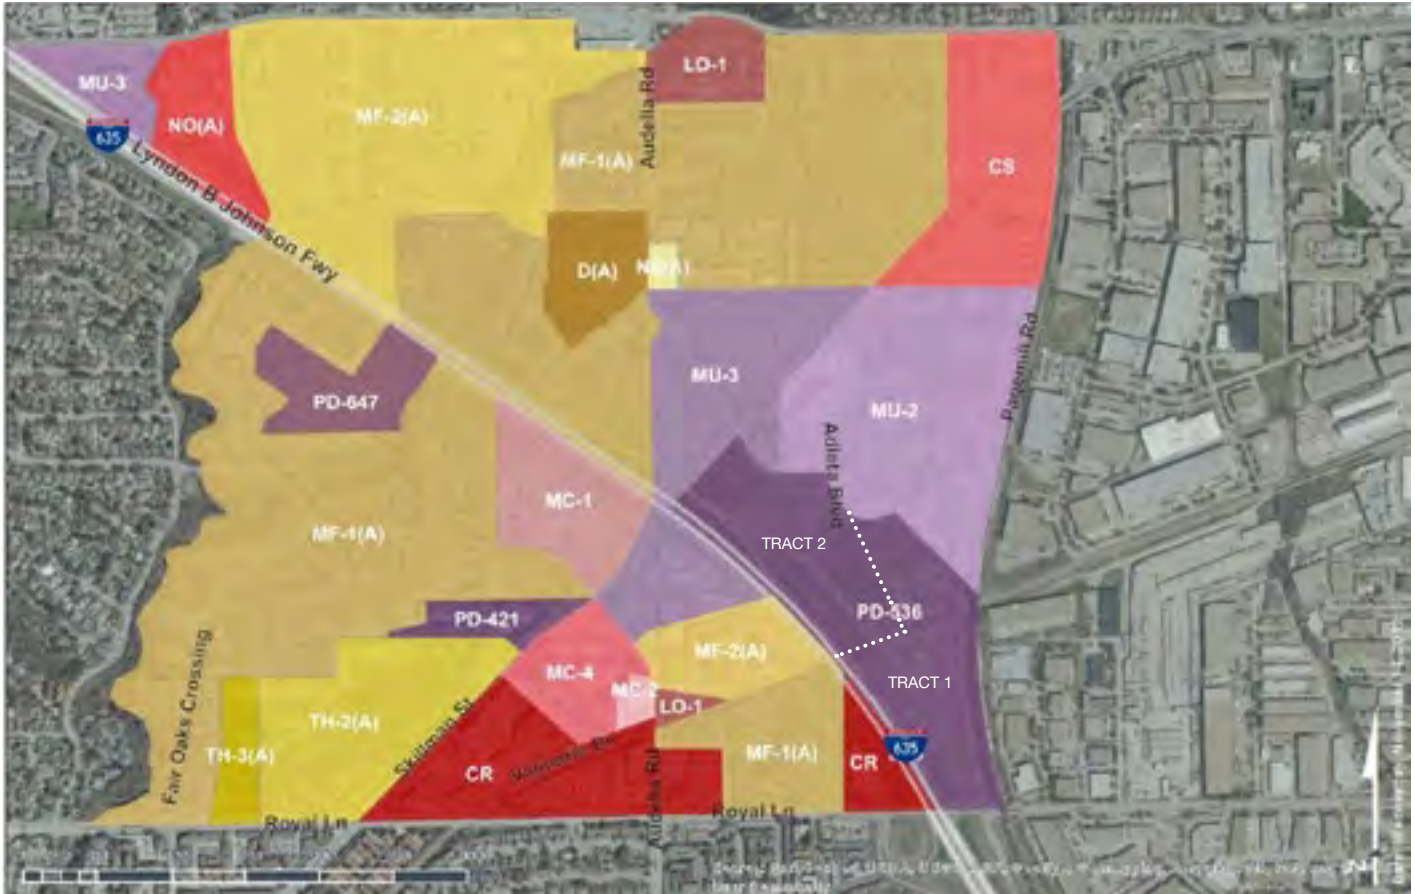 LO-1
MU-3
MF-2(A)
NO(A)
635
Audelia Rd
MF-1(A)
CS
Lyndon B Johnson Fwy
D(A)
MU-3
MU-2
Pagemill Rd
PD-647
Adleta Blvd
MC-1
MF-1(A)
TRACT 2
PD-421
PD-536
MF-2(A)
MC-4
MC-2
TRACT 1
LO-1
Fair Oaks Crossing
TH-2(A)
TH-3(A)
Skillman St
CR
Audelia Rd
MF-1(A)
CR
635
Royal Ln
Royal Ln